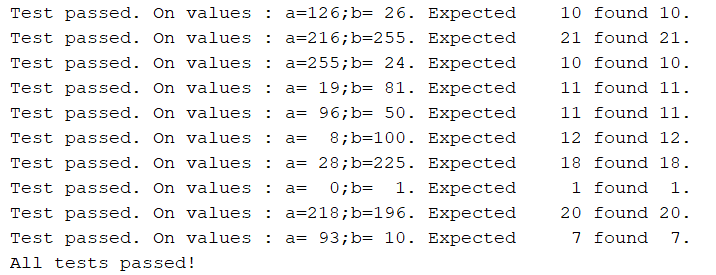 Test passed. On values : a=126;b= 26. Expected    10 found 10.
Test passed. On values : a=216;b=255. Expected    21 found 21.
Test passed. On values : a=255;b= 24. Expected    10 found 10.
Test passed. On values : a= 19;b= 81. Expected    11 found 11.
Test passed. On values : a= 96;b= 50. Expected    11 found 11.
Test passed. On values : a=  8;b=100. Expected    12 found 12.
Test passed. On values : a= 28;b=225. Expected    18 found 18.
Test passed. On values : a=  0;b=  1. Expected     1 found  1.
Test passed. On values : a=218;b=196. Expected    20 found 20.
Test passed. On values : a= 93;b= 10. Expected     7 found  7.
All tests passed!